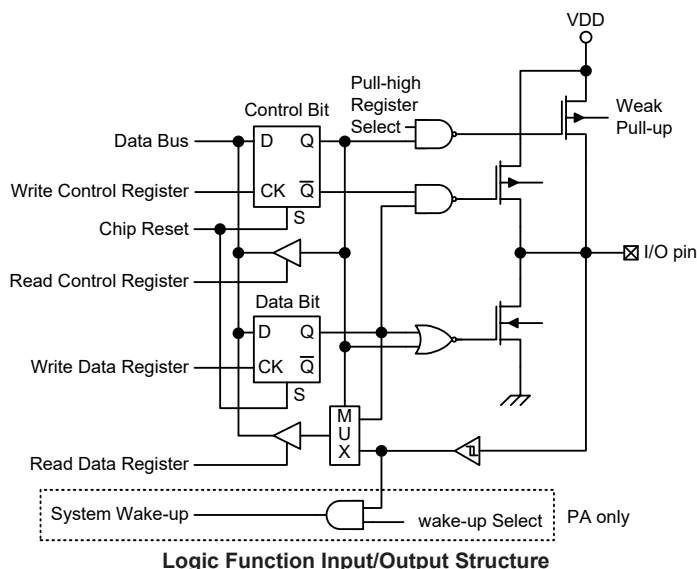 VDD
Pull-high
Register
Select
Weak
Pull-up
Control Bit
Data Bus
D Q
Write Control Register
CK Q̅
S
Chip Reset
I/O pin
Read Control Register
Data Bit
D Q
Write Data Register
CK Q̅
S
M
U
X
Read Data Register
System Wake-up
wake-up Select
PA only
Logic Function Input/Output Structure